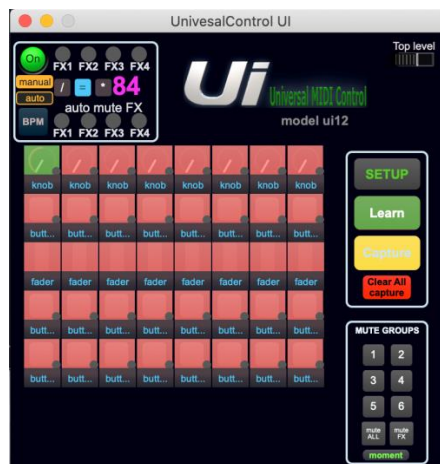 UnivesalControl UI
On FX1 FX2 FX3 FX4
manual / = * 84
auto
auto mute FX
BPM
FX1 FX2 FX3 FX4
Ui Universal MIDI Control
model ui12
Top level
knob knob knob knob knob knob knob knob
butt... butt... butt... butt... butt... butt... butt... butt...
fader fader fader fader fader fader fader fader
butt... butt... butt... butt... butt... butt... butt... butt...
butt... butt... butt... butt... butt... butt... butt... butt...
SETUP
Learn
Capture
Clear All
capture
MUTE GROUPS
1 2
3 4
5 6
mute
ALL
mute
FX
moment